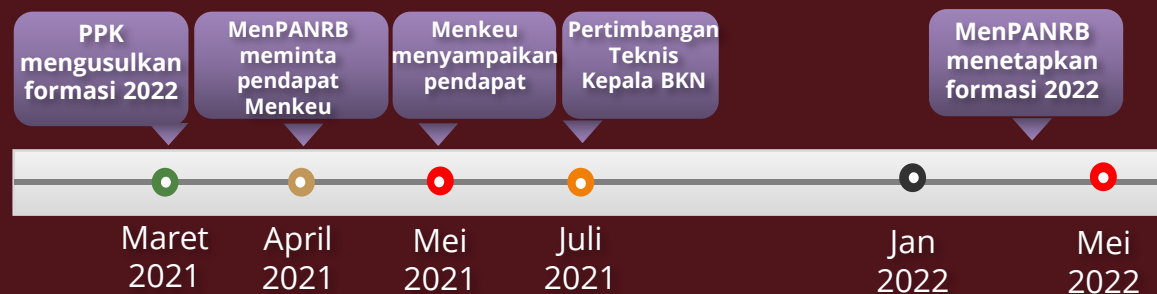 PPK
mengusulkan
formasi 2022
MenPANRB
meminta
pendapat
Menkeu
Menkeu
menyampaikan
pendapat
Pertimbangan
Teknis
Kepala BKN
MenPANRB
menetapkan
formasi 2022
Maret
2021
April
2021
Mei
2021
Juli
2021
Jan
2022
Mei
2022